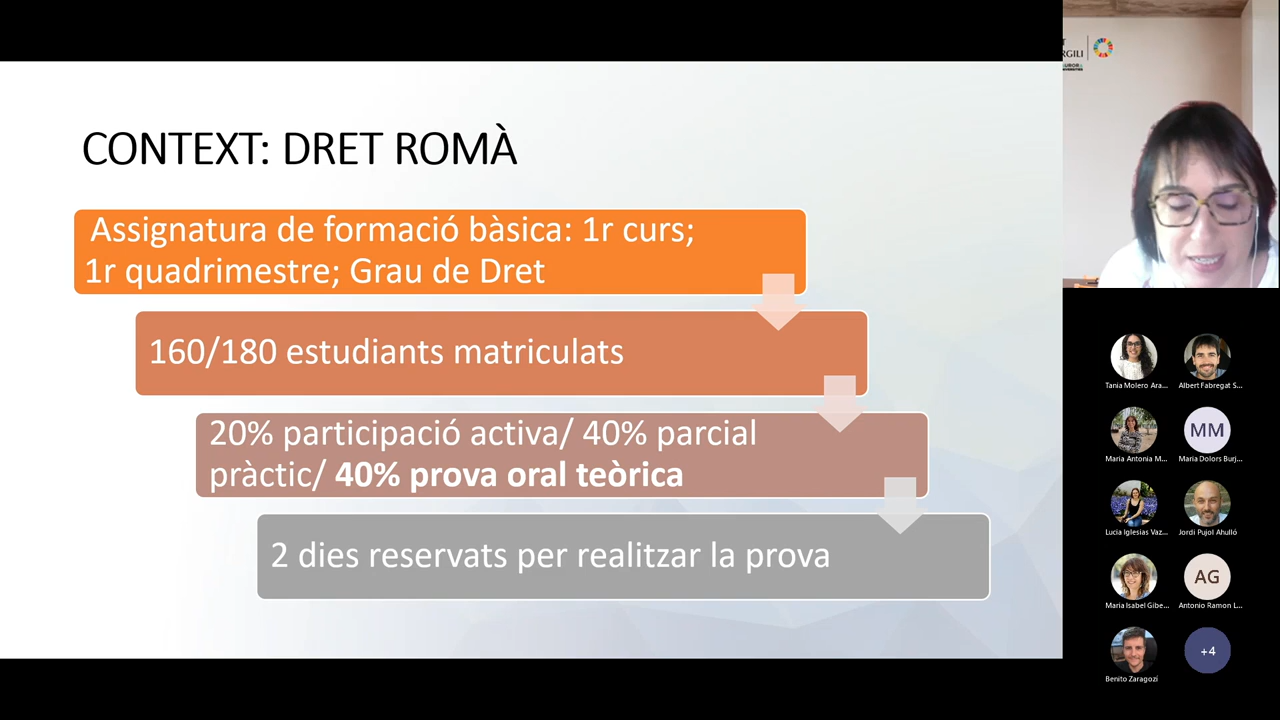 CONTEXT: DRET ROMÀ
Assignatura de formació bàsica: 1r curs;
1r quadrimestre; Grau de Dret
160/180 estudiants matriculats
20% participació activa/ 40% parcial
pràctic/ 40% prova oral teòrica
2 dies reservats per realitzar la prova
RGILI
Tania Molero Ara...
Albert Fabregat S...
Maria Antonia M...
MM
Maria Dolors Burj...
Lucia Iglesias Vaz...
Jordi Pujol Ahulló
Maria Isabel Gibe...
AG
Antonio Ramon L...
Benito Zaragozí
+4